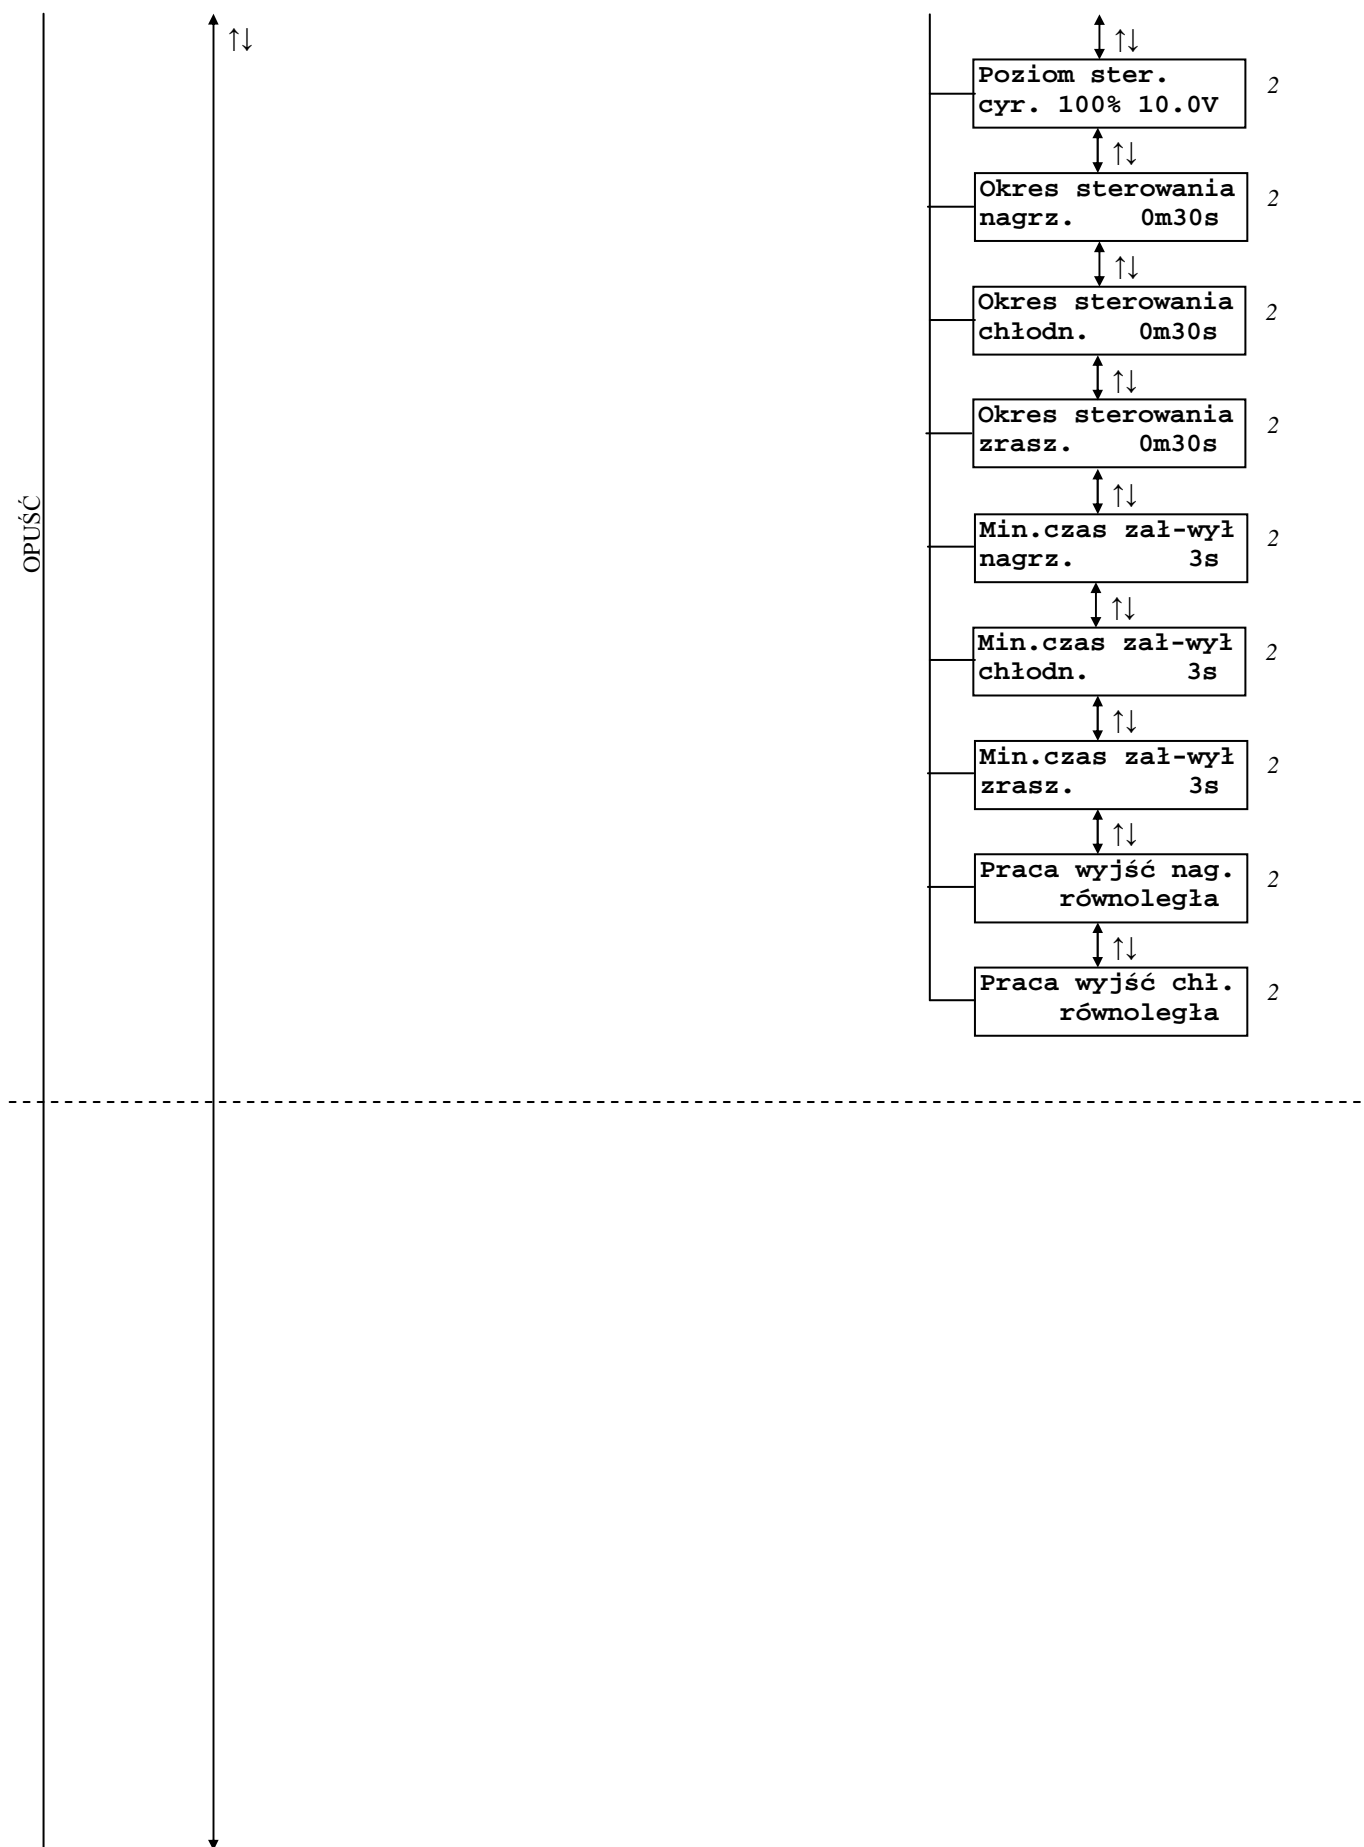 ↑↓
↑↓
Poziom ster.
cyr. 100% 10.0V
2
↑↓
Okres sterowania
nagrz. 0m30s
2
↑↓
Okres sterowania
chłodn. 0m30s
2
↑↓
Okres sterowania
zrasz. 0m30s
2
↑↓
OPUŚĆ
Min.czas zał-wył
nagrz. 3s
2
↑↓
Min.czas zał-wył
chłodn. 3s
2
↑↓
Min.czas zał-wył
zrasz. 3s
2
↑↓
Praca wyjść nag.
równoległa
2
↑↓
Praca wyjść chł.
równoległa
2